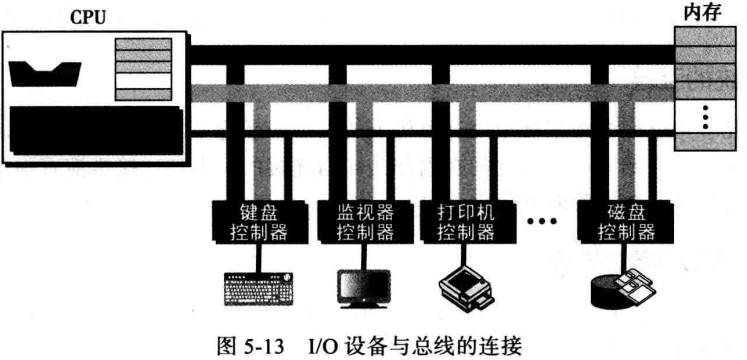 CPU
内存
键盘
控制器
监视器
控制器
打印机
控制器
磁盘
控制器
图 5-13 I/O 设备与总线的连接